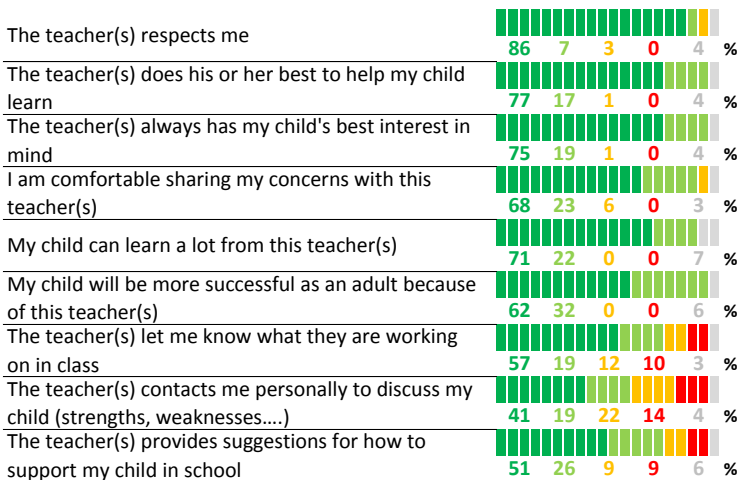 The teacher(s) respects me
86 7 3 0 4 %
The teacher(s) does his or her best to help my child
learn
77 17 1 0 4 %
The teacher(s) always has my child's best interest in
mind
75 19 1 0 4 %
I am comfortable sharing my concerns with this
teacher(s)
68 23 6 0 3 %
My child can learn a lot from this teacher(s)
71 22 0 0 7 %
My child will be more successful as an adult because
of this teacher(s)
62 32 0 0 6 %
The teacher(s) let me know what they are working
on in class
57 19 12 10 3 %
The teacher(s) contacts me personally to discuss my
child (strengths, weaknesses....)
41 19 22 14 4 %
The teacher(s) provides suggestions for how to
support my child in school
51 26 9 9 6 %